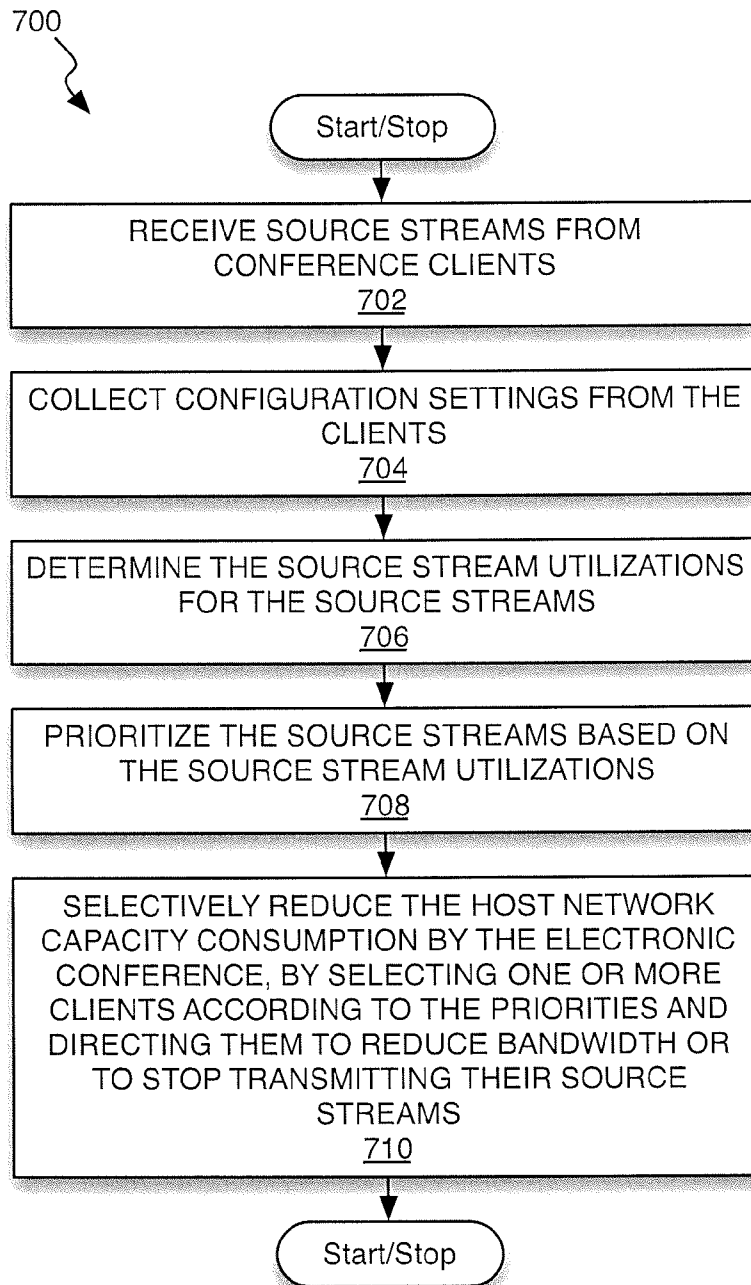 700
Start/Stop
RECEIVE SOURCE STREAMS FROM
CONFERENCE CLIENTS
702
COLLECT CONFIGURATION SETTINGS FROM THE
CLIENTS
704
DETERMINE THE SOURCE STREAM UTILIZATIONS
FOR THE SOURCE STREAMS
706
PRIORITIZE THE SOURCE STREAMS BASED ON
THE SOURCE STREAM UTILIZATIONS
708
SELECTIVELY REDUCE THE HOST NETWORK
CAPACITY CONSUMPTION BY THE ELECTRONIC
CONFERENCE, BY SELECTING ONE OR MORE
CLIENTS ACCORDING TO THE PRIORITIES AND
DIRECTING THEM TO REDUCE BANDWIDTH OR
TO STOP TRANSMITTING THEIR SOURCE
STREAMS
710
Start/Stop